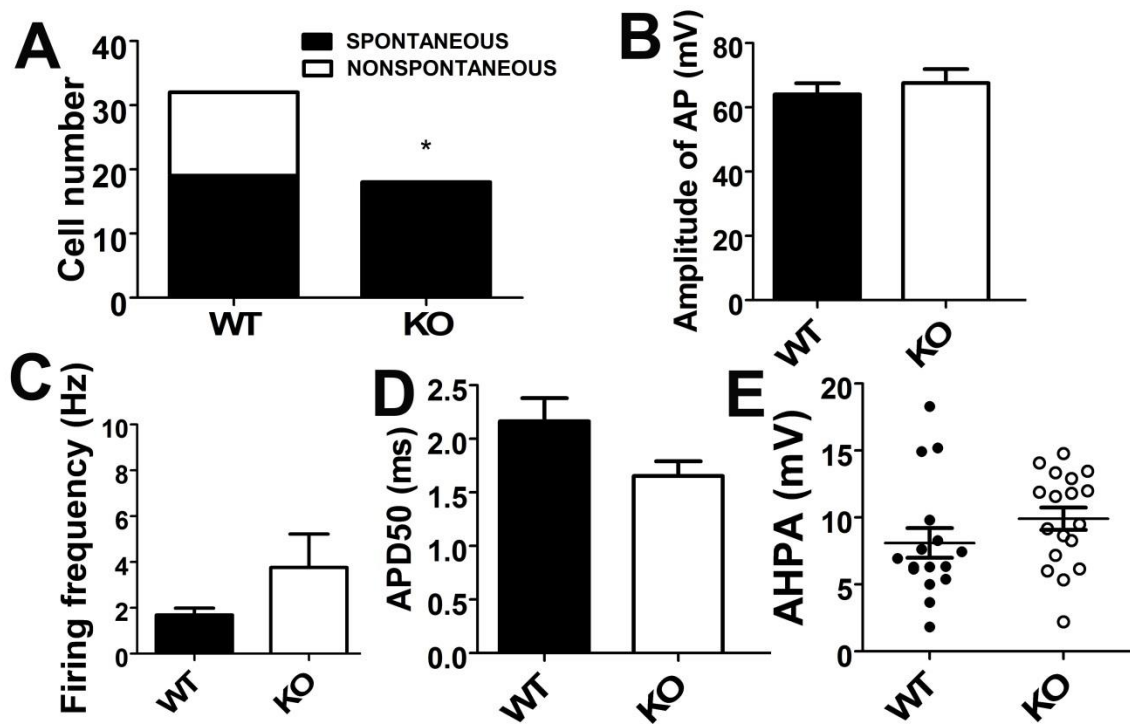 A
Cell number
40
30
20
10
0
SPONTANEOUS
NONSPONTANEOUS
*
WT
KO
B
Amplitude of AP (mV)
80
60
40
20
0
WT
KO
C
Firing frequency (Hz)
10
8
6
4
2
0
WT
KO
D
APD50 (ms)
2.5
2.0
1.5
1.0
0.5
0.0
WT
KO
E
AHPA (mV)
20
15
10
5
0
WT
KO